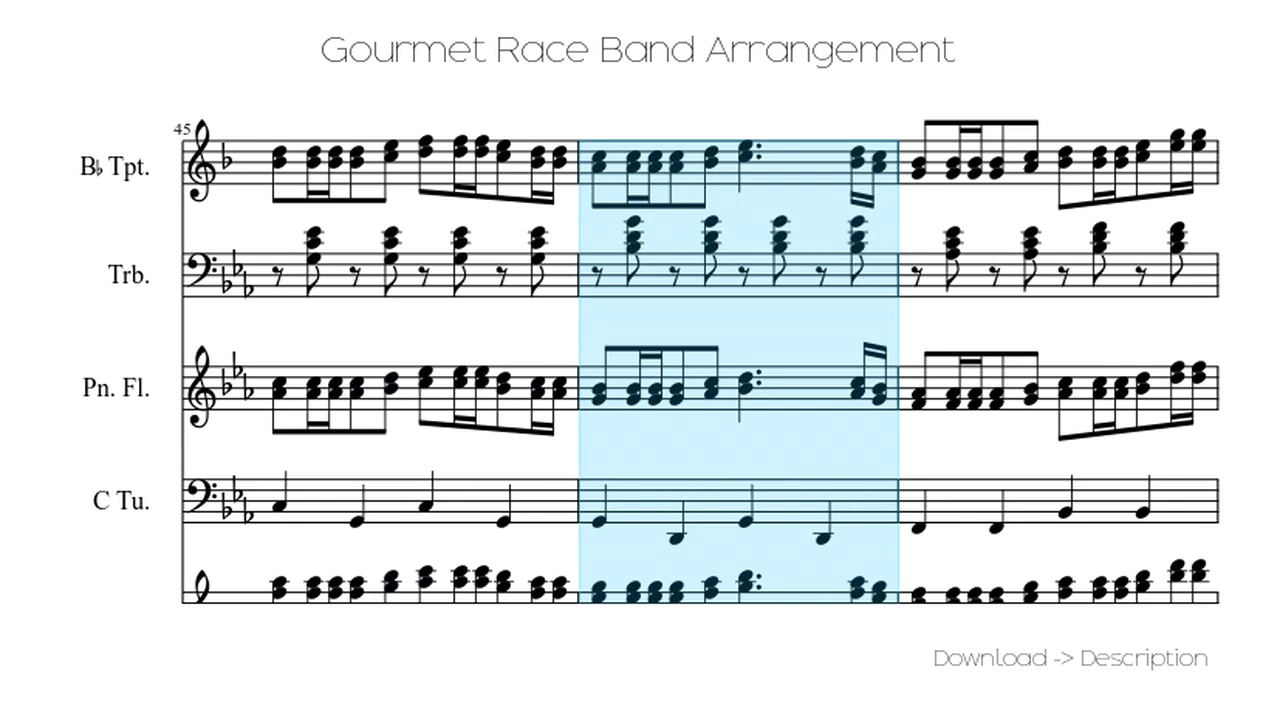 Gourmet Race Band Arrangement
45
B♭ Tpt.
Trb.
Pn. Fl.
C Tu.
Download -> Description